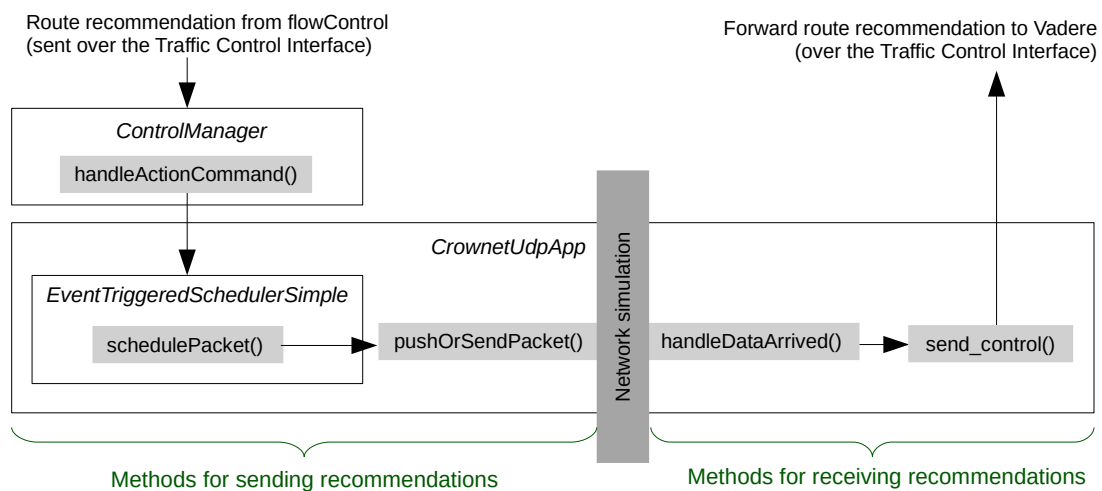 Route recommendation from flowControl
(sent over the Traffic Control Interface)
Forward route recommendation to Vadere
(over the Traffic Control Interface)
ControlManager
handleActionCommand()
CrownetUdpApp
EventTriggeredSchedulerSimple
schedulePacket()
pushOrSendPacket()
Network simulation
handleDataArrived()
send_control()
Methods for sending recommendations
Methods for receiving recommendations